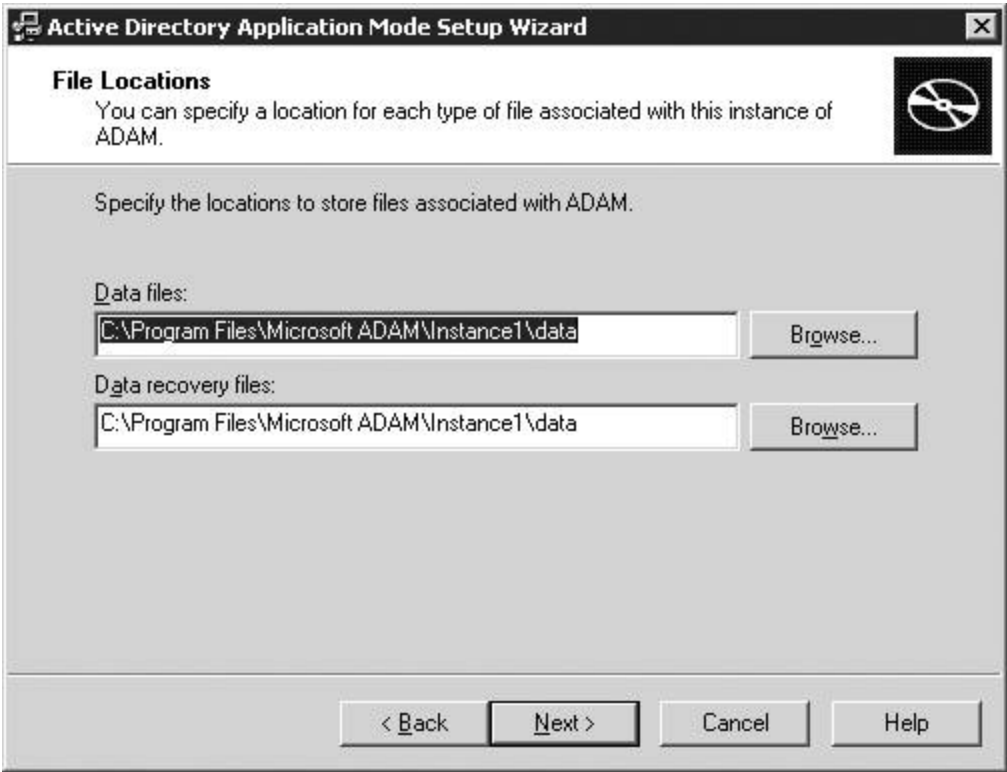 Active Directory Application Mode Setup Wizard
File Locations
You can specify a location for each type of file associated with this instance of
ADAM.
Specify the locations to store files associated with ADAM.
Data files:
C:\Program Files\Microsoft ADAM\Instance1\data
Browse...
Data recovery files:
C:\Program Files\Microsoft ADAM\Instance1\data
Browse...
< Back
Next >
Cancel
Help